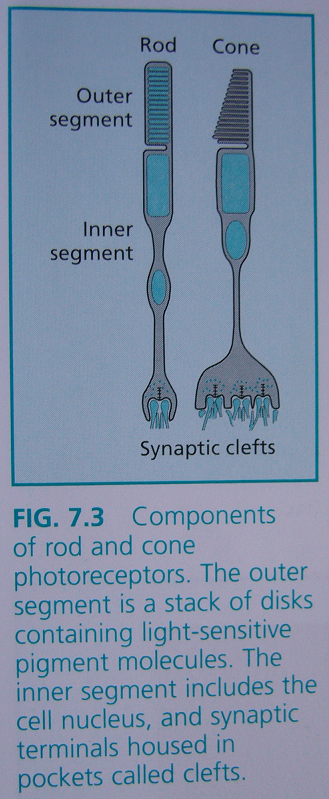 Rod Cone
Outer
segment
Inner
segment
Synaptic clefts
FIG. 7.3 Components
of rod and cone
photoreceptors. The outer
segment is a stack of disks
containing light-sensitive
pigment molecules. The
inner segment includes the
cell nucleus, and synaptic
terminals housed in
pockets called clefts.